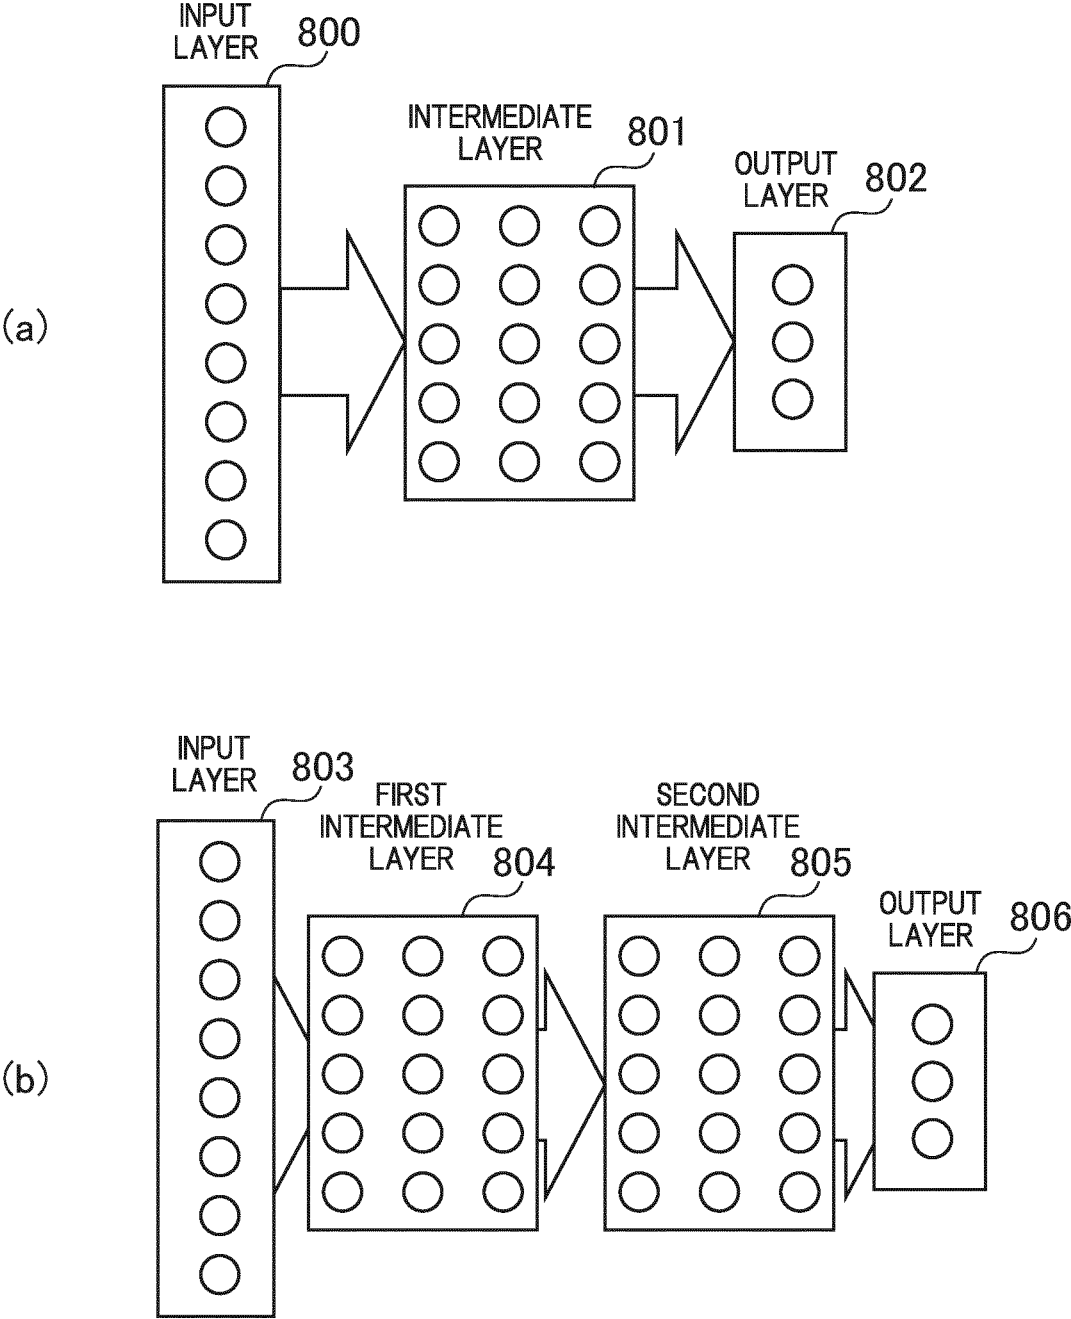 (a)
INPUT
LAYER
800
INTERMEDIATE
LAYER
801
OUTPUT
LAYER
802
(b)
INPUT
LAYER
803
FIRST
INTERMEDIATE
LAYER
804
SECOND
INTERMEDIATE
LAYER
805
OUTPUT
LAYER
806